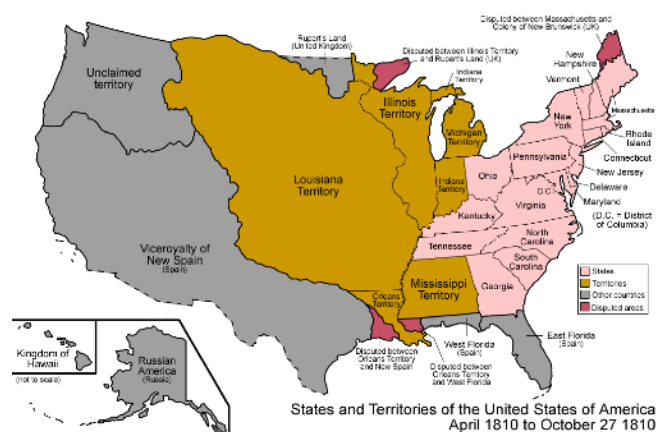 Disputed between Massachusetts and
Colony of New Brunswick (UK)
Rupert's Land
(United Kingdom)
Disputed between Illinois Territory
and Rupert's Land (UK)
New
Hampshire
Vermont
Unclaimed
territory
Indiana
Territory
Illinois
Territory
Michigan
Territory
New
York
Massachusetts
Rhode
Island
Connecticut
Pennsylvania
New Jersey
Louisiana
Territory
Indiana
Territory
Ohio
D.C.
Delaware
Maryland
(D.C. = District
of Columbia)
Virginia
Kentucky
Viceroyalty of
New Spain
(Spain)
North
Carolina
Tennessee
South
Carolina
Mississippi
Territory
Georgia
Orleans
Territory
States
Territories
Other countries
Disputed areas
Kingdom of
Hawaii
(not to scale)
Russian
America
(Russia)
Disputed between
Orleans Territory
and New Spain
West Florida
(Spain)
East Florida
(Spain)
Disputed between
Orleans Territory
and West Florida
States and Territories of the United States of America
April 1810 to October 27 1810